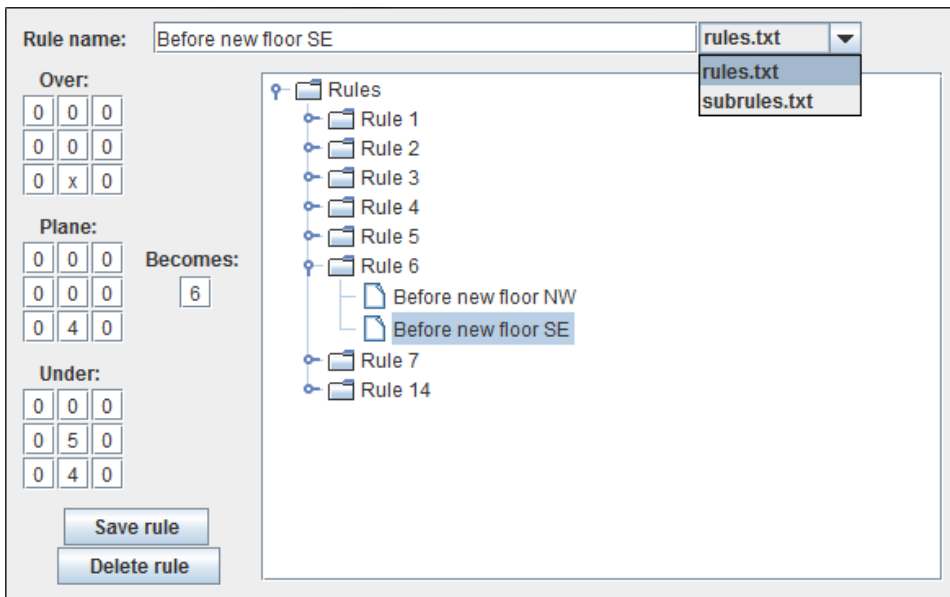 Rule name: Before new floor SE rules.txt
rules.txt
subrules.txt
Over:
0 0 0
0 0 0
0 x 0
Plane:
0 0 0
0 0 0
0 4 0
Becomes:
6
Under:
0 0 0
0 5 0
0 4 0
Save rule
Delete rule
Rules
Rule 1
Rule 2
Rule 3
Rule 4
Rule 5
Rule 6
Before new floor NW
Before new floor SE
Rule 7
Rule 14